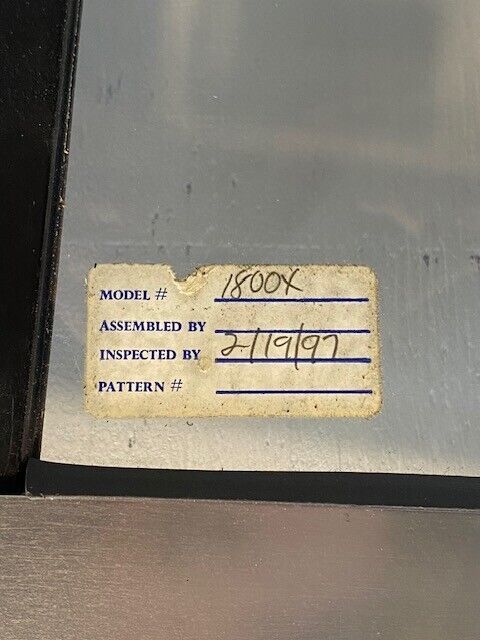 MODEL # 1800X
ASSEMBLED BY
INSPECTED BY 2/19/97
PATTERN #